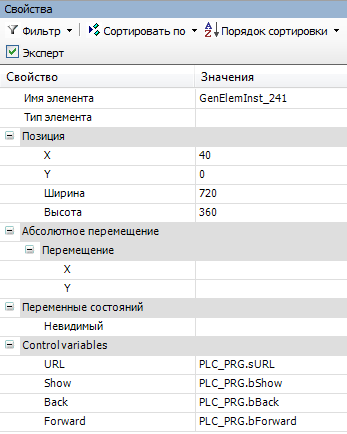 Свойства
Фильтр Сортировать по Порядок сортировки
Эксперт
Свойство Значения
Имя элемента GenElemInst_241
Тип элемента
Позиция
X 40
Y 0
Ширина 720
Высота 360
Абсолютное перемещение
Перемещение
X
Y
Переменные состояний
Невидимый
Control variables
URL PLC_PRG.sURL
Show PLC_PRG.bShow
Back PLC_PRG.bBack
Forward PLC_PRG.bForward